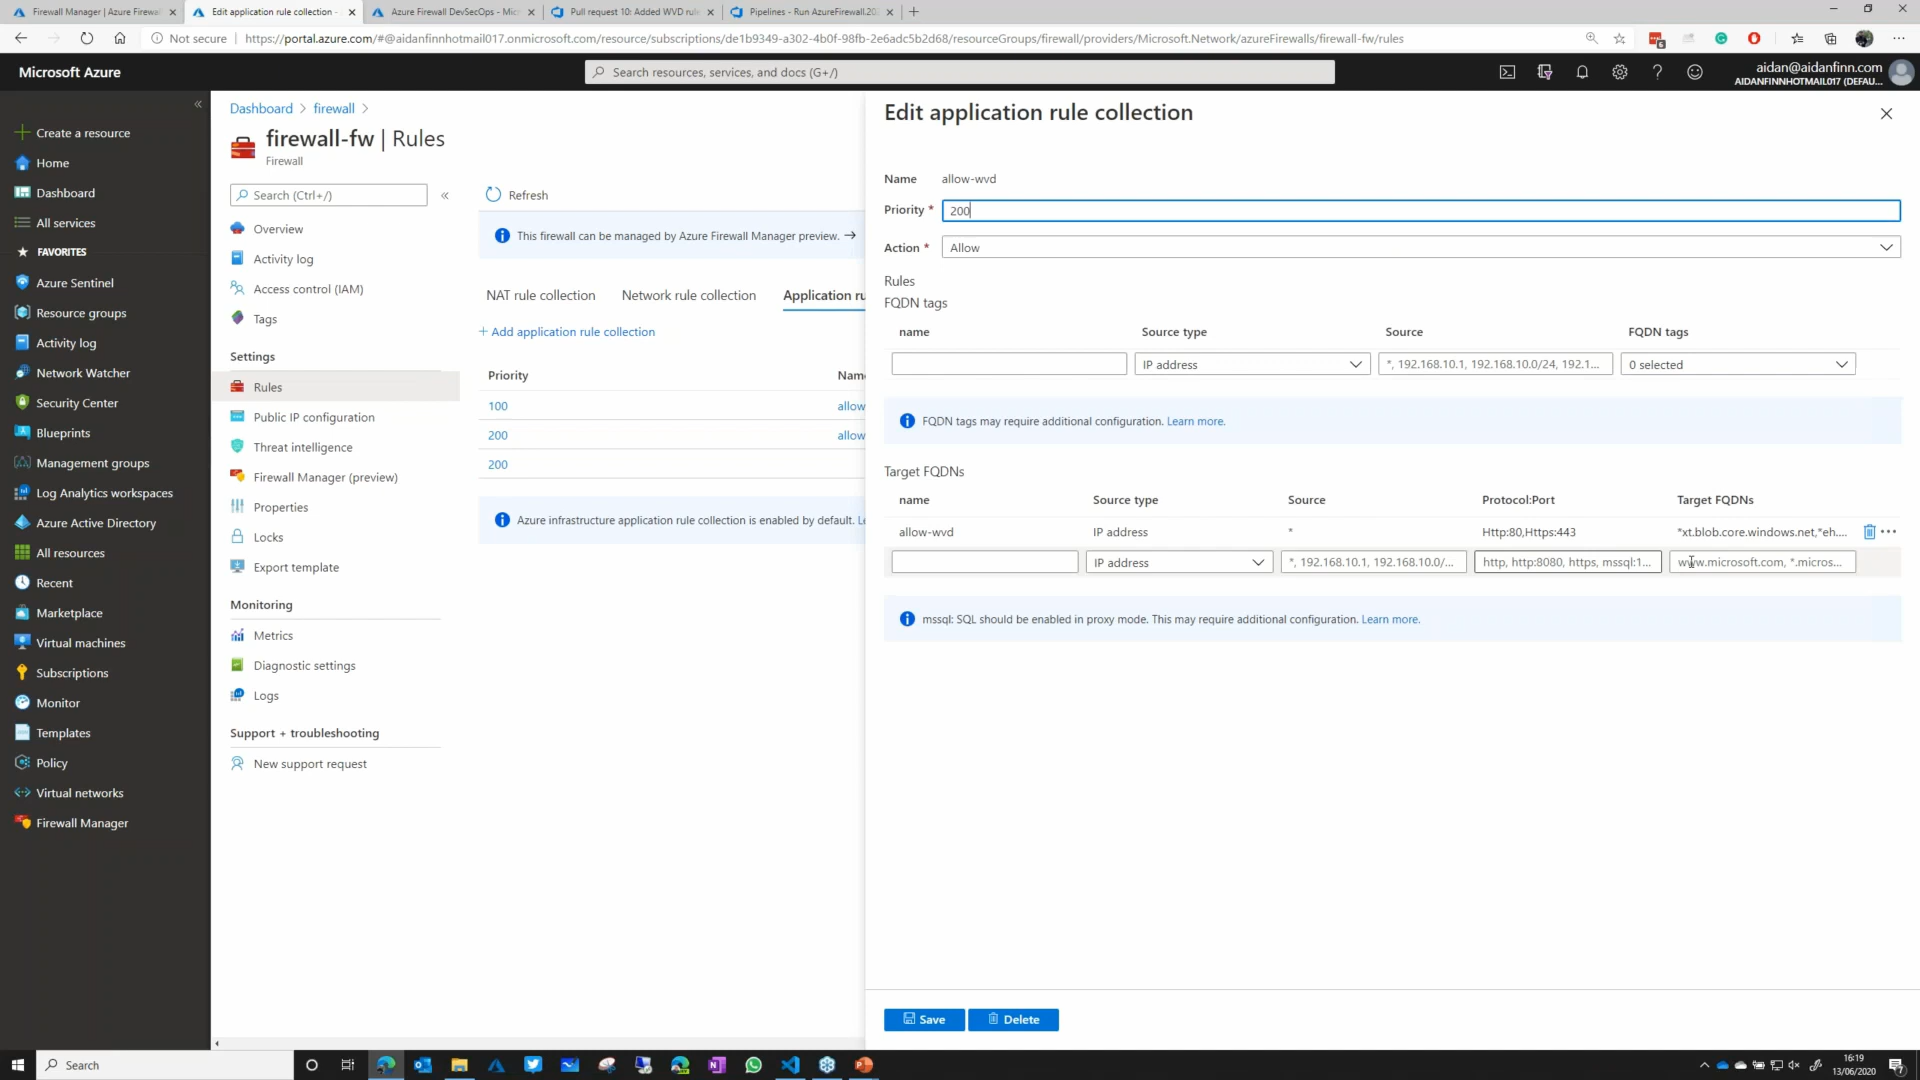 Firewall Manager | Azure Firewal
Edit application rule collection -
Azure Firewall DevSecOps - Micr
Pull request 10: Added WVD rule
Pipelines - Run AzureFirewall.20
Not secure
https://portal.azure.com/#@aidanfinnhotmail017.onmicrosoft.com/resource/subscriptions/de1b9349-a302-4b0f-98fb-2e6adc5b2d68/resourceGroups/firewall/providers/Microsoft.Network/azureFirewalls/firewall-fw/rules
6
Microsoft Azure
Search resources, services, and docs (G+/)
aidan@aidanfinn.com
AIDANFINNHOTMAIL017 (DEFAU...
Create a resource
Home
Dashboard
All services
FAVORITES
Azure Sentinel
Resource groups
Activity log
Network Watcher
Security Center
Blueprints
Management groups
Log Analytics workspaces
Azure Active Directory
All resources
Recent
Marketplace
Virtual machines
Subscriptions
Monitor
Templates
Policy
Virtual networks
Firewall Manager
Dashboard > firewall >
firewall-fw | Rules
Firewall
Search (Ctrl+/)
Overview
Activity log
Access control (IAM)
Tags
Settings
Rules
Public IP configuration
Threat intelligence
Firewall Manager (preview)
Properties
Locks
Export template
Monitoring
Metrics
Diagnostic settings
Logs
Support + troubleshooting
New support request
Refresh
This firewall can be managed by Azure Firewall Manager preview. →
NAT rule collection
Network rule collection
Application ru
+ Add application rule collection
Priority
Name
100
allow
200
allow
200
Azure infrastructure application rule collection is enabled by default. Le
Edit application rule collection
Name allow-wvd
Priority * 200
Action * Allow
Rules
FQDN tags
name Source type Source FQDN tags
IP address *, 192.168.10.1, 192.168.10.0/24, 192.1... 0 selected
FQDN tags may require additional configuration. Learn more.
Target FQDNs
name Source type Source Protocol:Port Target FQDNs
allow-wvd IP address * Http:80,Https:443 *xt.blob.core.windows.net,*eh....
IP address *, 192.168.10.1, 192.168.10.0/... http, http:8080, https, mssql:1... www.microsoft.com, *.micros...
mssql: SQL should be enabled in proxy mode. This may require additional configuration. Learn more.
Save
Delete
Search
16:19
13/06/2020
7